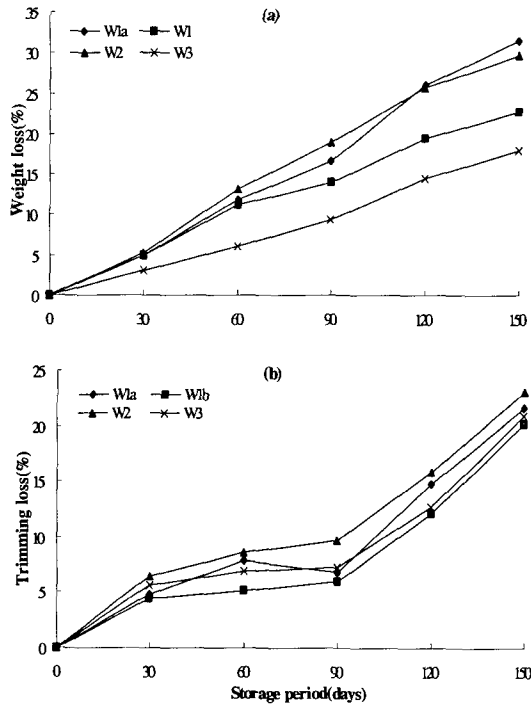 (a)
W1a W1
W2 W3
Weight loss(%)
35
30
25
20
15
10
5
0
0 30 60 90 120 150
(b)
W1a W1b
W2 W3
Trimming loss(%)
25
20
15
10
5
0
0 30 60 90 120 150
Storage period(days)